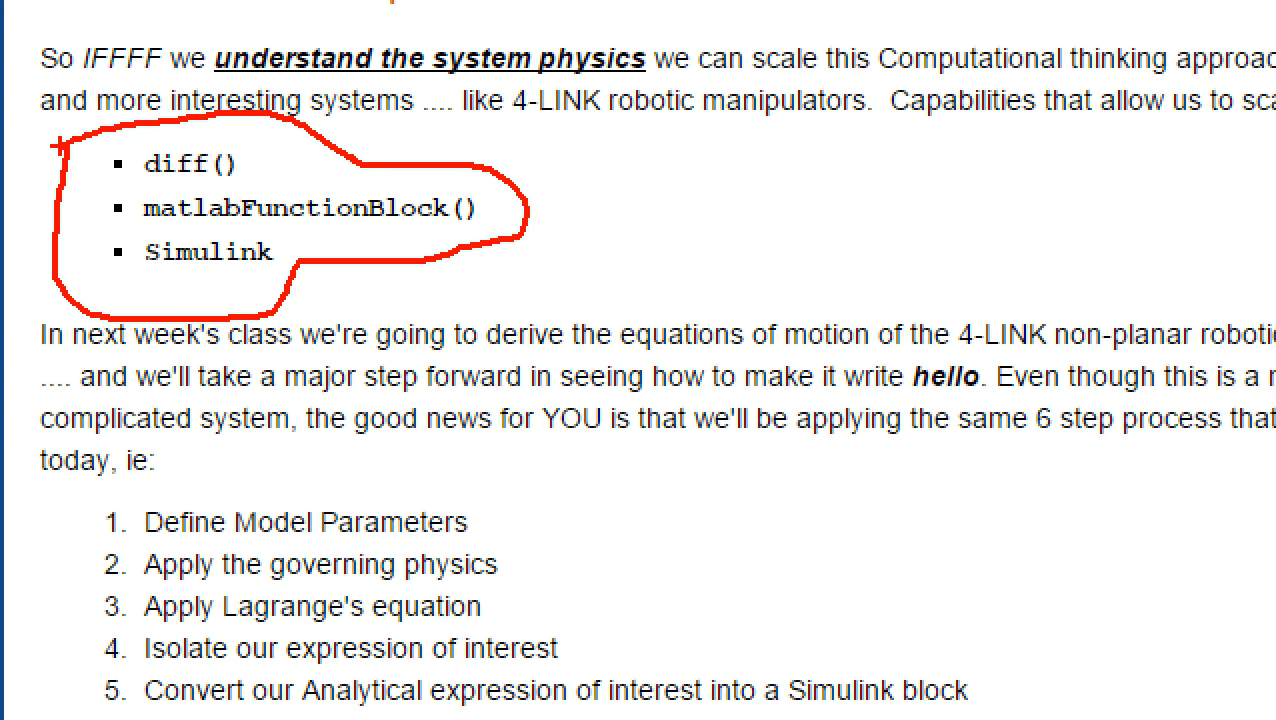 So IFFFF we understand the system physics we can scale this Computational thinking
and more interesting systems .... like 4-LINK robotic manipulators.  Capabilities that allow us to
▪ diff()
▪ matlabFunctionBlock()
▪ Simulink
In next week's class we're going to derive the equations of motion of the 4-LINK non-planar
.... and we'll take a major step forward in seeing how to make it write hello. Even though this is a
complicated system, the good news for YOU is that we'll be applying the same 6 step process that
today, ie:
1. Define Model Parameters
2. Apply the governing physics
3. Apply Lagrange's equation
4. Isolate our expression of interest
5. Convert our Analytical expression of interest into a Simulink block